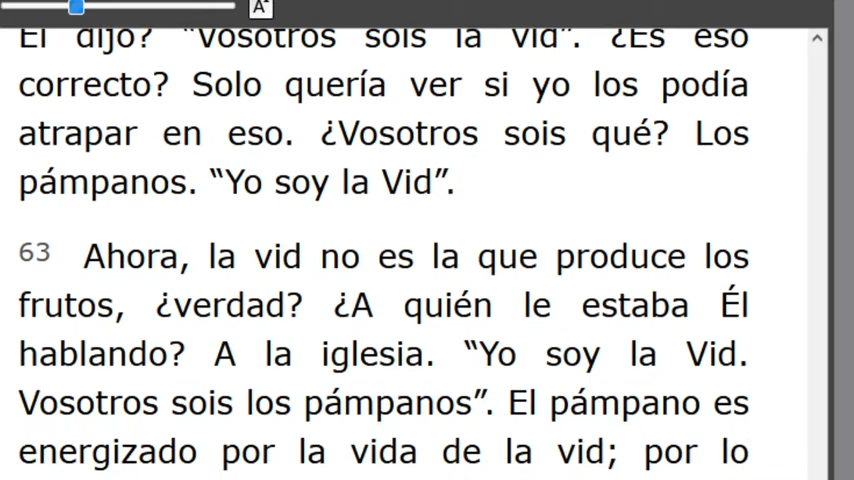 A
Él dijo? “Vosotros sois la vid”. ¿Es eso
correcto? Solo quería ver si yo los podía
atrapar en eso. ¿Vosotros sois qué? Los
pámpanos. “Yo soy la Vid”.
63 Ahora, la vid no es la que produce los
frutos, ¿verdad? ¿A quién le estaba Él
hablando? A la iglesia. “Yo soy la Vid.
Vosotros sois los pámpanos”. El pámpano es
energizado por la vida de la vid; por lo